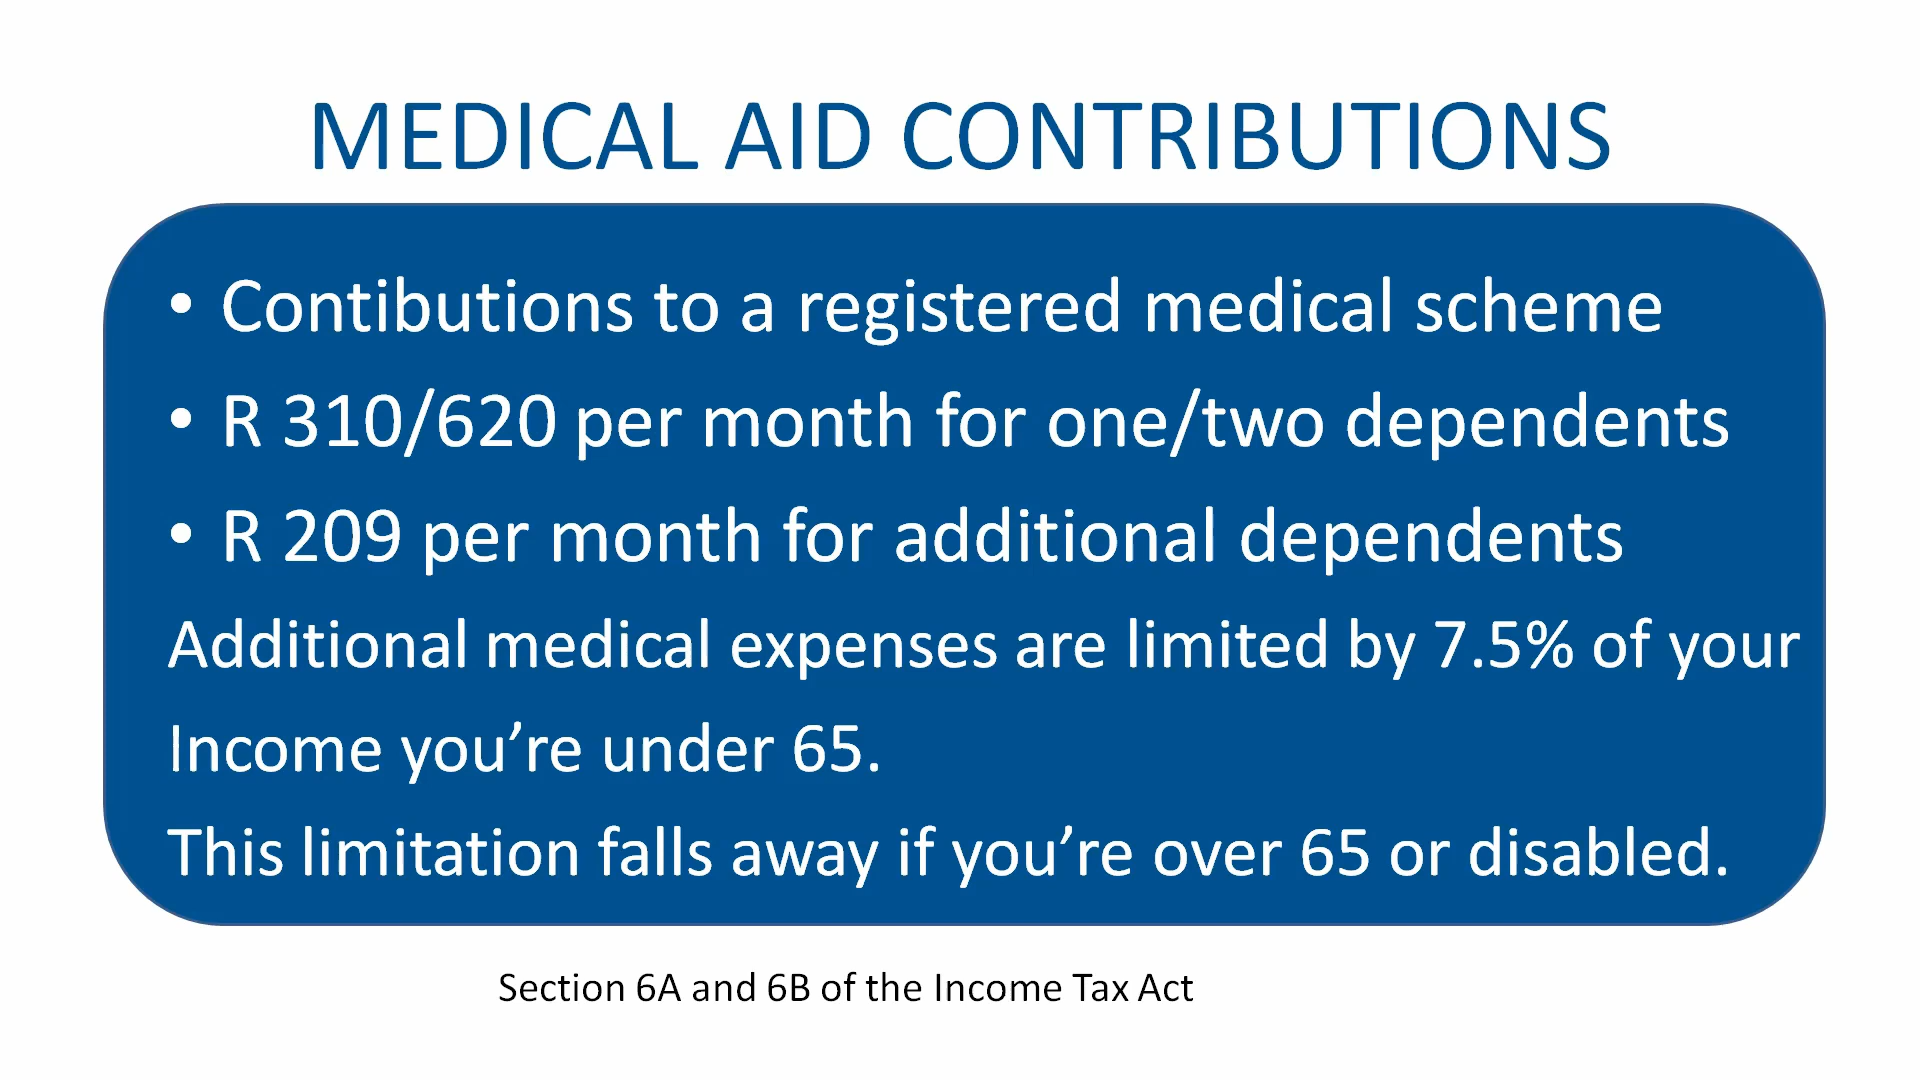 MEDICAL AID CONTRIBUTIONS
• Contibutions to a registered medical scheme
• R 310/620 per month for one/two dependents
• R 209 per month for additional dependents
Additional medical expenses are limited by 7.5% of your
Income you’re under 65.
This limitation falls away if you’re over 65 or disabled.
Section 6A and 6B of the Income Tax Act